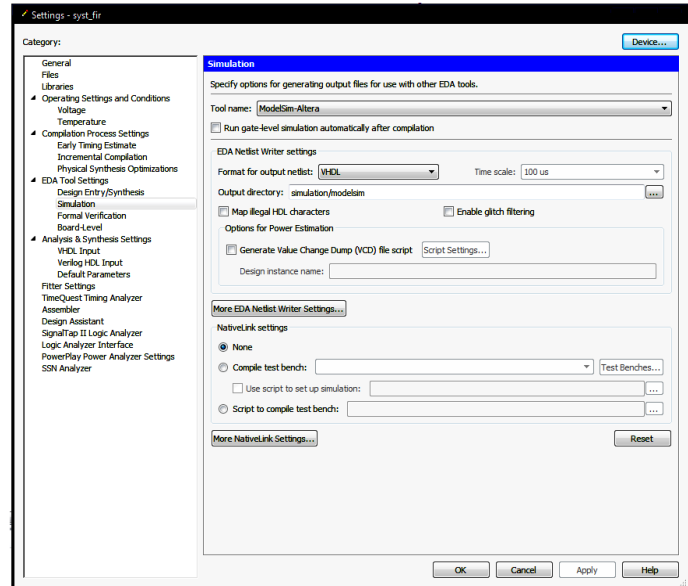 Settings - syst_fir
Category:
Device...
General
Files
Libraries
Operating Settings and Conditions
Voltage
Temperature
Compilation Process Settings
Early Timing Estimate
Incremental Compilation
Physical Synthesis Optimizations
EDA Tool Settings
Design Entry/Synthesis
Simulation
Formal Verification
Board-Level
Analysis & Synthesis Settings
VHDL Input
Verilog HDL Input
Default Parameters
Fitter Settings
TimeQuest Timing Analyzer
Assembler
Design Assistant
SignalTap II Logic Analyzer
Logic Analyzer Interface
PowerPlay Power Analyzer Settings
SSN Analyzer
Simulation
Specify options for generating output files for use with other EDA tools.
Tool name: ModelSim-Altera
Run gate-level simulation automatically after compilation
EDA Netlist Writer settings
Format for output netlist: VHDL Time scale: 100 us
Output directory: simulation/modelsim ...
Map illegal HDL characters Enable glitch filtering
Options for Power Estimation
Generate Value Change Dump (VCD) file script Script Settings...
Design instance name:
More EDA Netlist Writer Settings...
NativeLink settings
None
Compile test bench: Test Benches...
Use script to set up simulation: ...
Script to compile test bench: ...
More NativeLink Settings... Reset
OK Cancel Apply Help